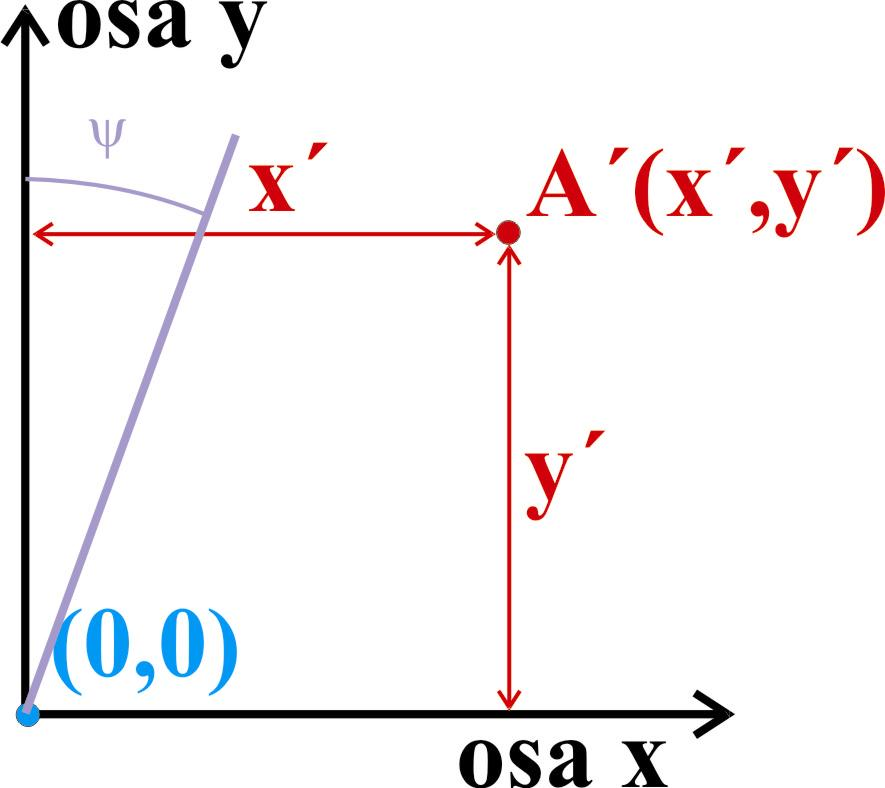 osa y
ψ
x´
A´(x´,y´)
y´
(0,0)
osa x